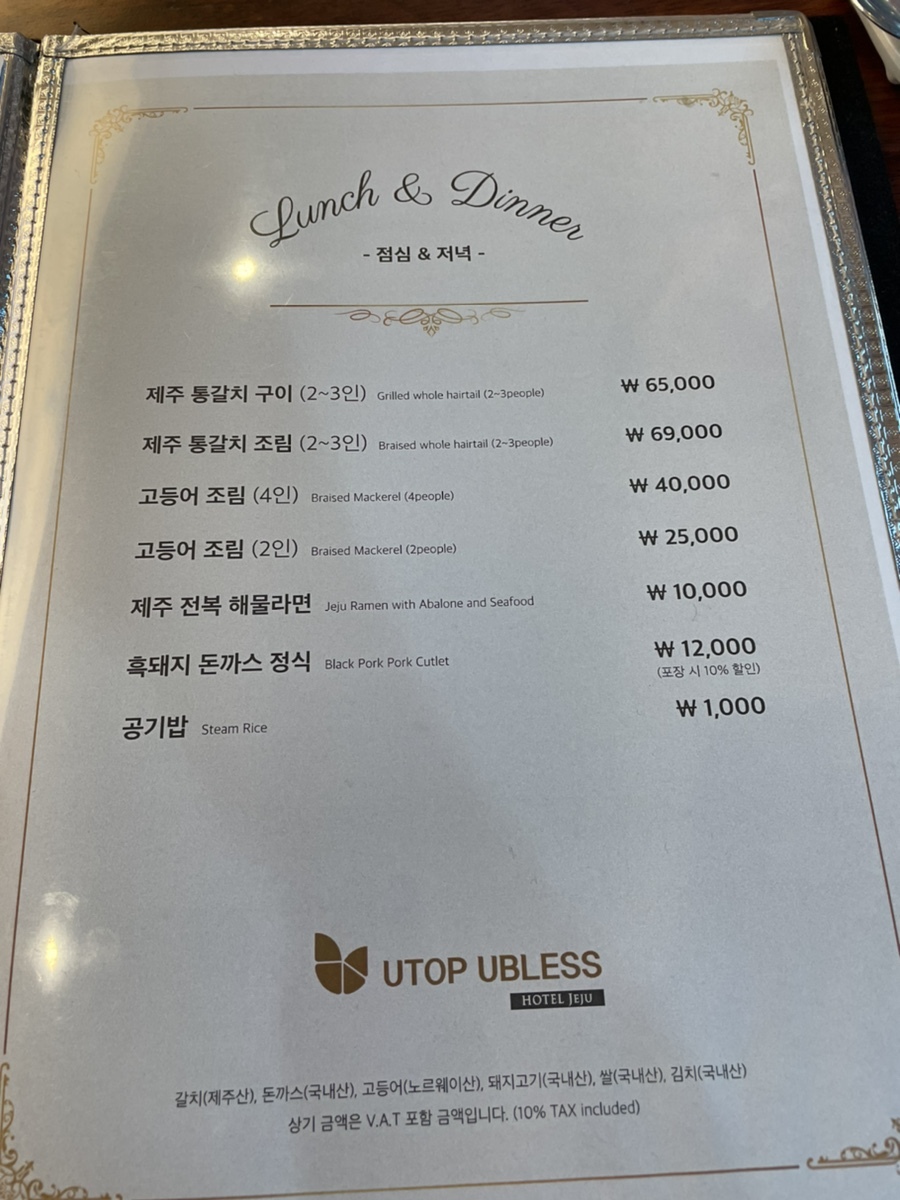 Lunch & Dinner
- 점심 & 저녁 -
제주 통갈치 구이 (2~3인) Grilled whole hairtail (2~3people) ₩ 65,000
제주 통갈치 조림 (2~3인) Braised whole hairtail (2~3people) ₩ 69,000
고등어 조림 (4인) Braised Mackerel (4people) ₩ 40,000
고등어 조림 (2인) Braised Mackerel (2people) ₩ 25,000
제주 전복 해물라면 Jeju Ramen with Abalone and Seafood ₩ 10,000
흑돼지 돈까스 정식 Black Pork Pork Cutlet ₩ 12,000
(포장 시 10% 할인)
공기밥 Steam Rice ₩ 1,000
UTOP UBLESS
HOTEL JEJU
갈치(제주산), 돈까스(국내산), 고등어(노르웨이산), 돼지고기(국내산), 쌀(국내산), 김치(국내산)
상기 금액은 V.A.T 포함 금액입니다. (10% TAX included)